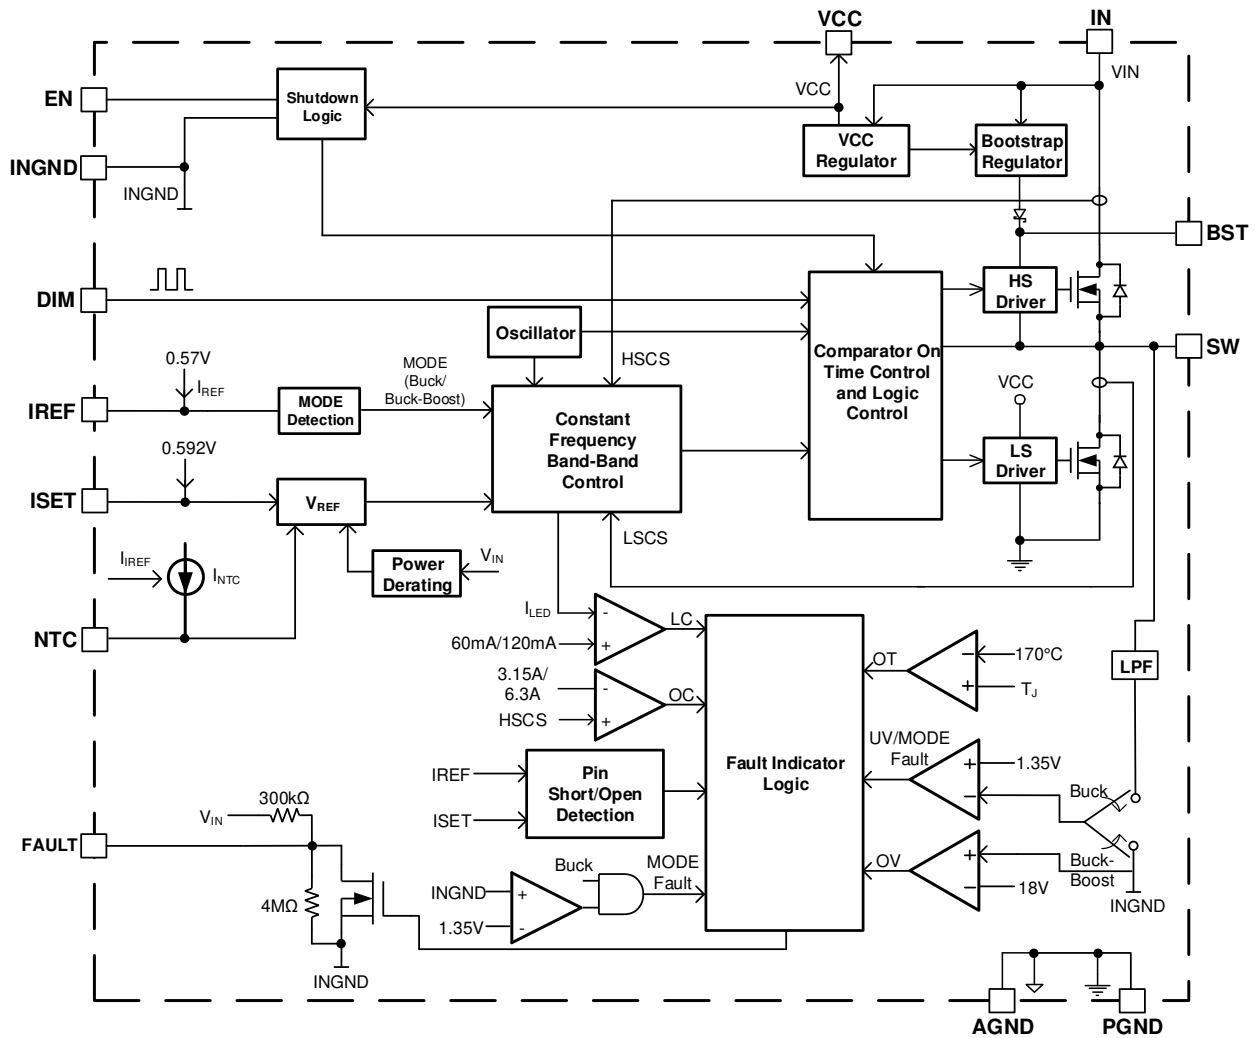 VCC
IN
VIN
VCC
EN
Shutdown
Logic
VCC
Regulator
Bootstrap
Regulator
INGND
INGND
BST
DIM
HS
Driver
Oscillator
HSCS
Comparator On
Time Control
and Logic
Control
SW
0.57V
IREF
MODE
(Buck/
Buck-Boost)
IREF
MODE
Detection
Constant
Frequency
Band-Band
Control
VCC
LS
Driver
0.592V
ISET
VREF
LSCS
IIREF
INTC
Power
Derating
VIN
NTC
ILED
-
60mA/120mA
+
LC
3.15A/
6.3A
-
HSCS
+
OC
OT
-
170°C
+
TJ
LPF
Fault Indicator
Logic
UV/MODE
Fault
+
1.35V
-
Buck
IREF
ISET
Pin
Short/Open
Detection
300kΩ
VIN
FAULT
4MΩ
INGND
OV
+
-
18V
Buck-
Boost
INGND
Buck
MODE
Fault
INGND
+
1.35V
-
AGND
PGND